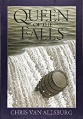 QUEEN OF THE
FALLS
CHRIS VAN ALLSBURG